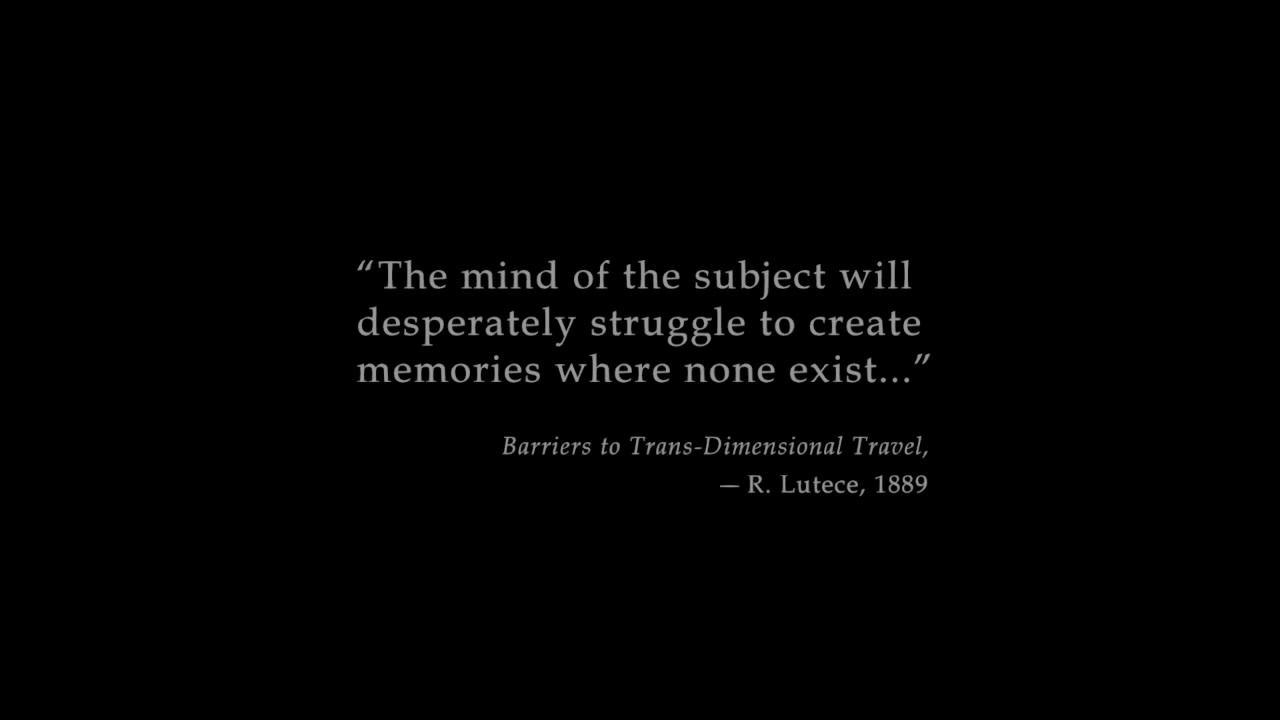 “The mind of the subject will
desperately struggle to create
memories where none exist...”
Barriers to Trans-Dimensional Travel,
— R. Lutece, 1889